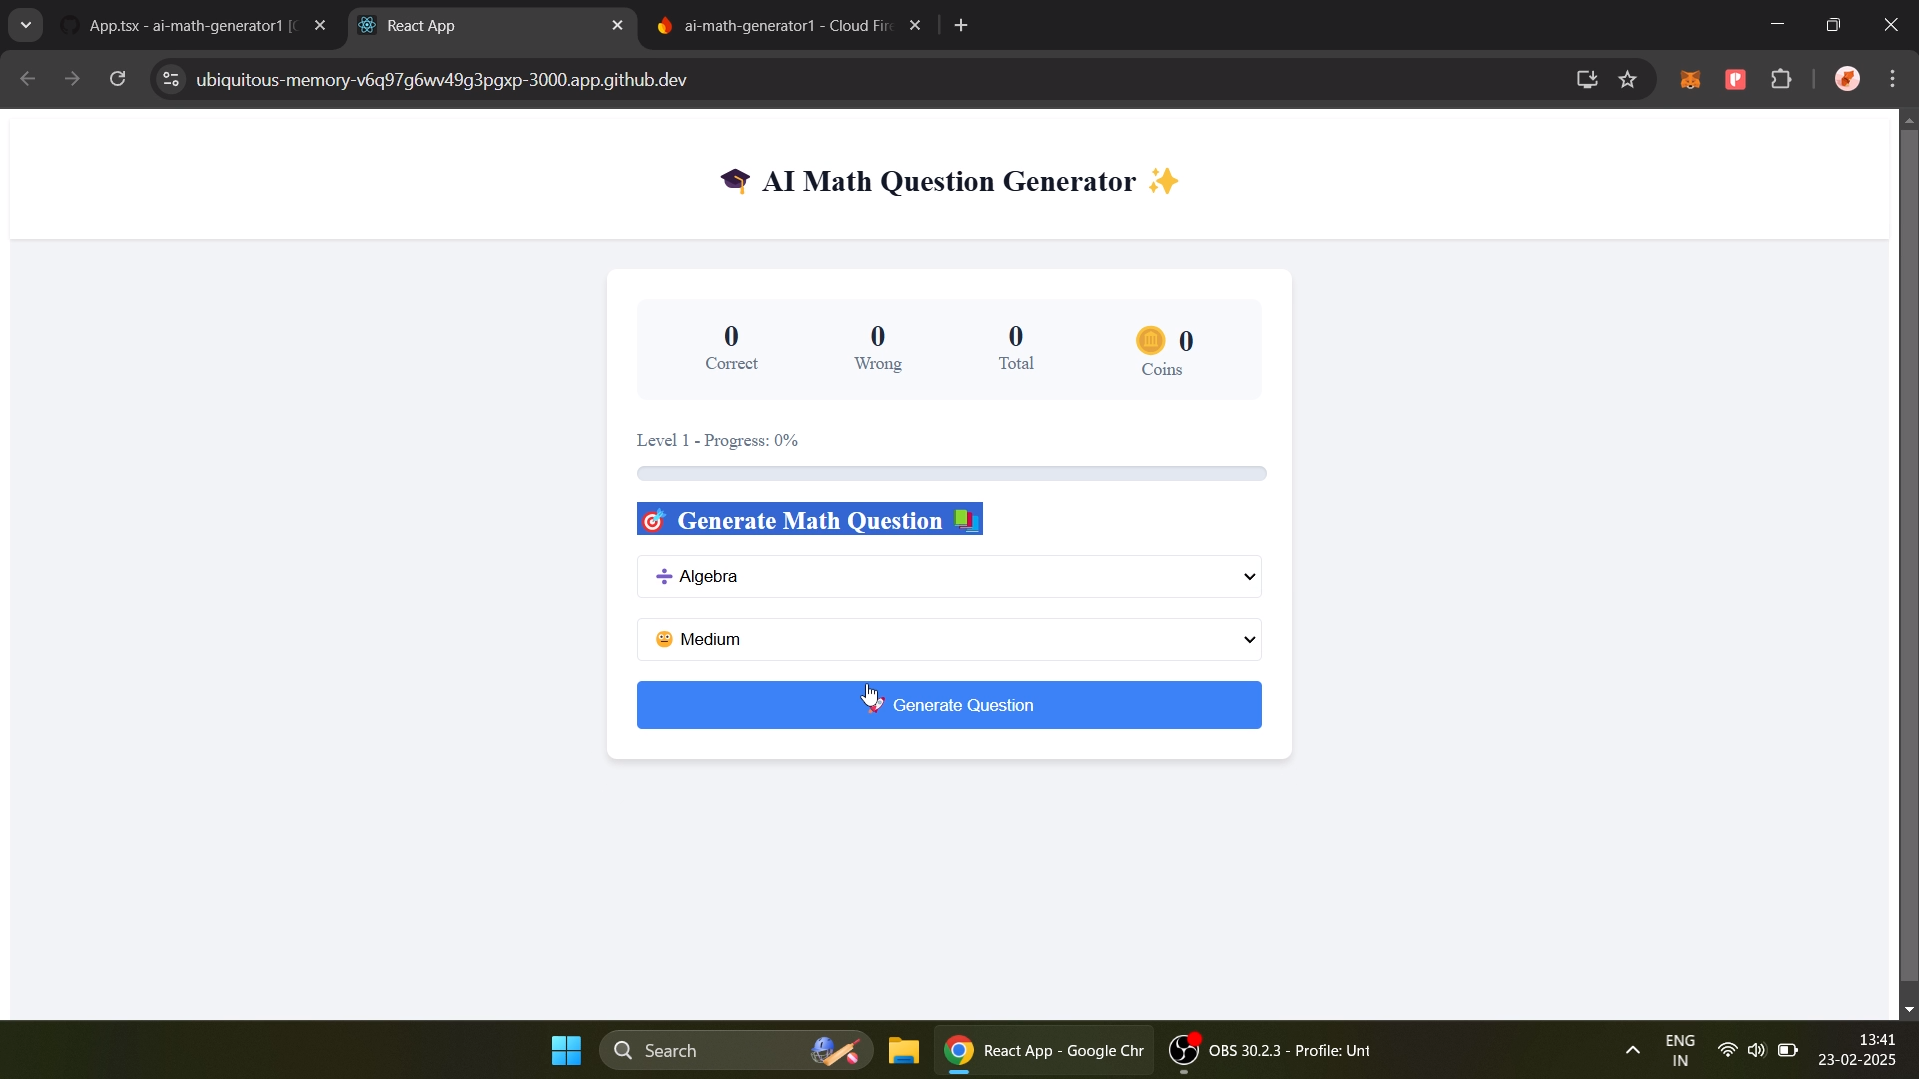 App.tsx - ai-math-generator1 [
React App
ai-math-generator1 - Cloud Fire
ubiquitous-memory-v6q97g6wv49g3pgxp-3000.app.github.dev
🎓 AI Math Question Generator ✨
0
Correct
0
Wrong
0
Total
0
Coins
Level 1 - Progress: 0%
🎯 Generate Math Question 📚
➗ Algebra
😐 Medium
🚀 Generate Question
Search
React App - Google Chr
OBS 30.2.3 - Profile: Unt
ENG
IN
13:41
23-02-2025